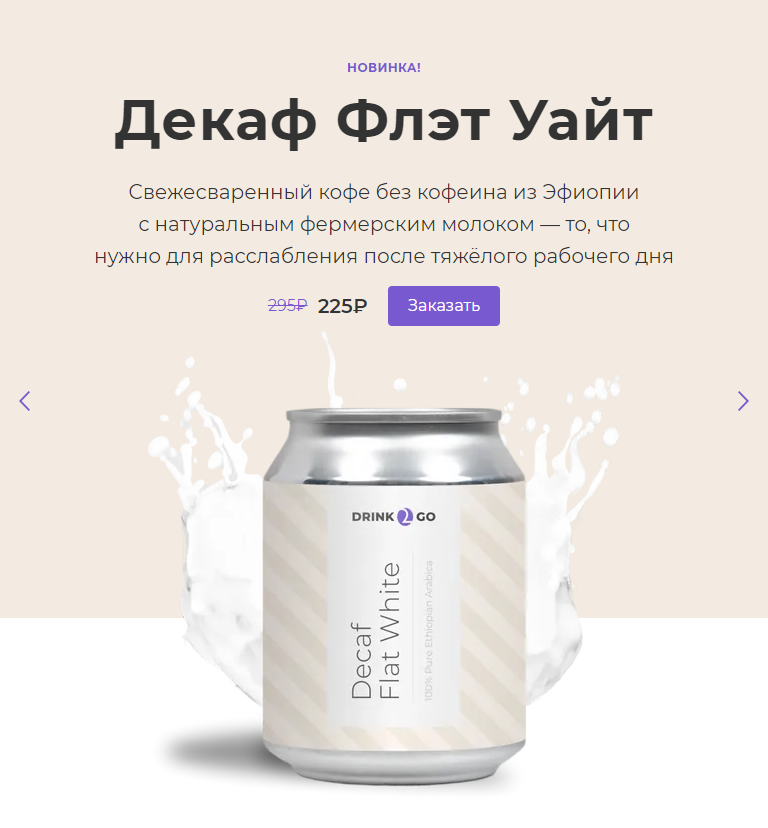 НОВИНКА!
Декаф Флэт Уайт
Свежесваренный кофе без кофеина из Эфиопии
с натуральным фермерским молоком — то, что
нужно для расслабления после тяжёлого рабочего дня
295₽ 225₽ Заказать
DRINK 2 GO
Decaf
Flat White
100% Pure Ethiopian Arabica